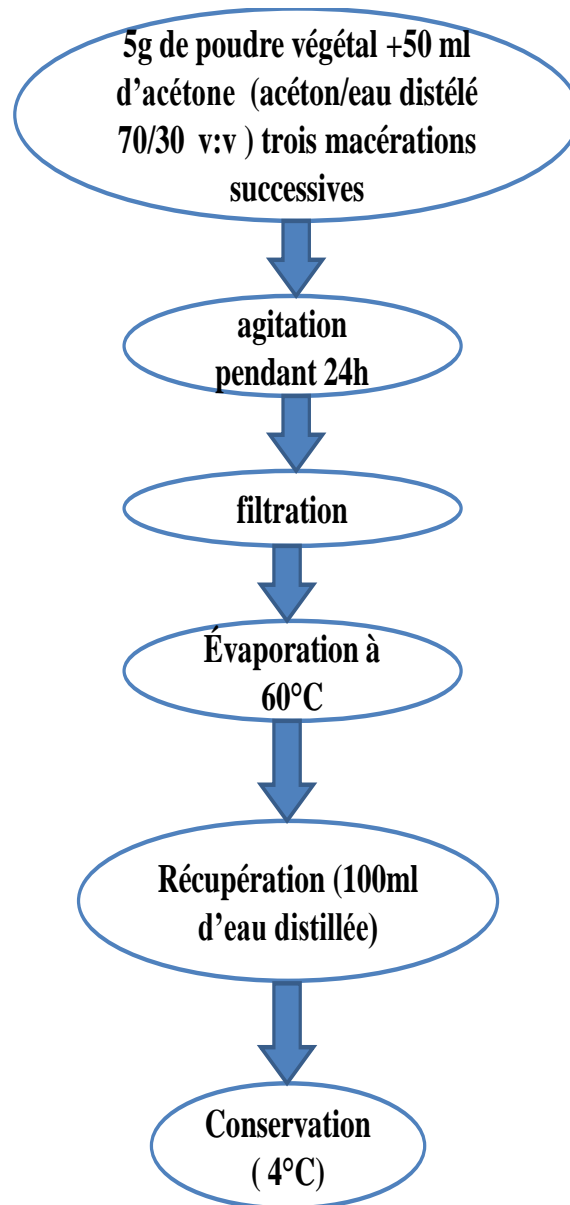 5g de poudre végétal +50 ml
d’acétone (acéton/eau distélé
70/30 v:v ) trois macérations
successives
agitation
pendant 24h
filtration
Évaporation à
60°C
Récupération (100ml
d’eau distillée)
Conservation
( 4°C)